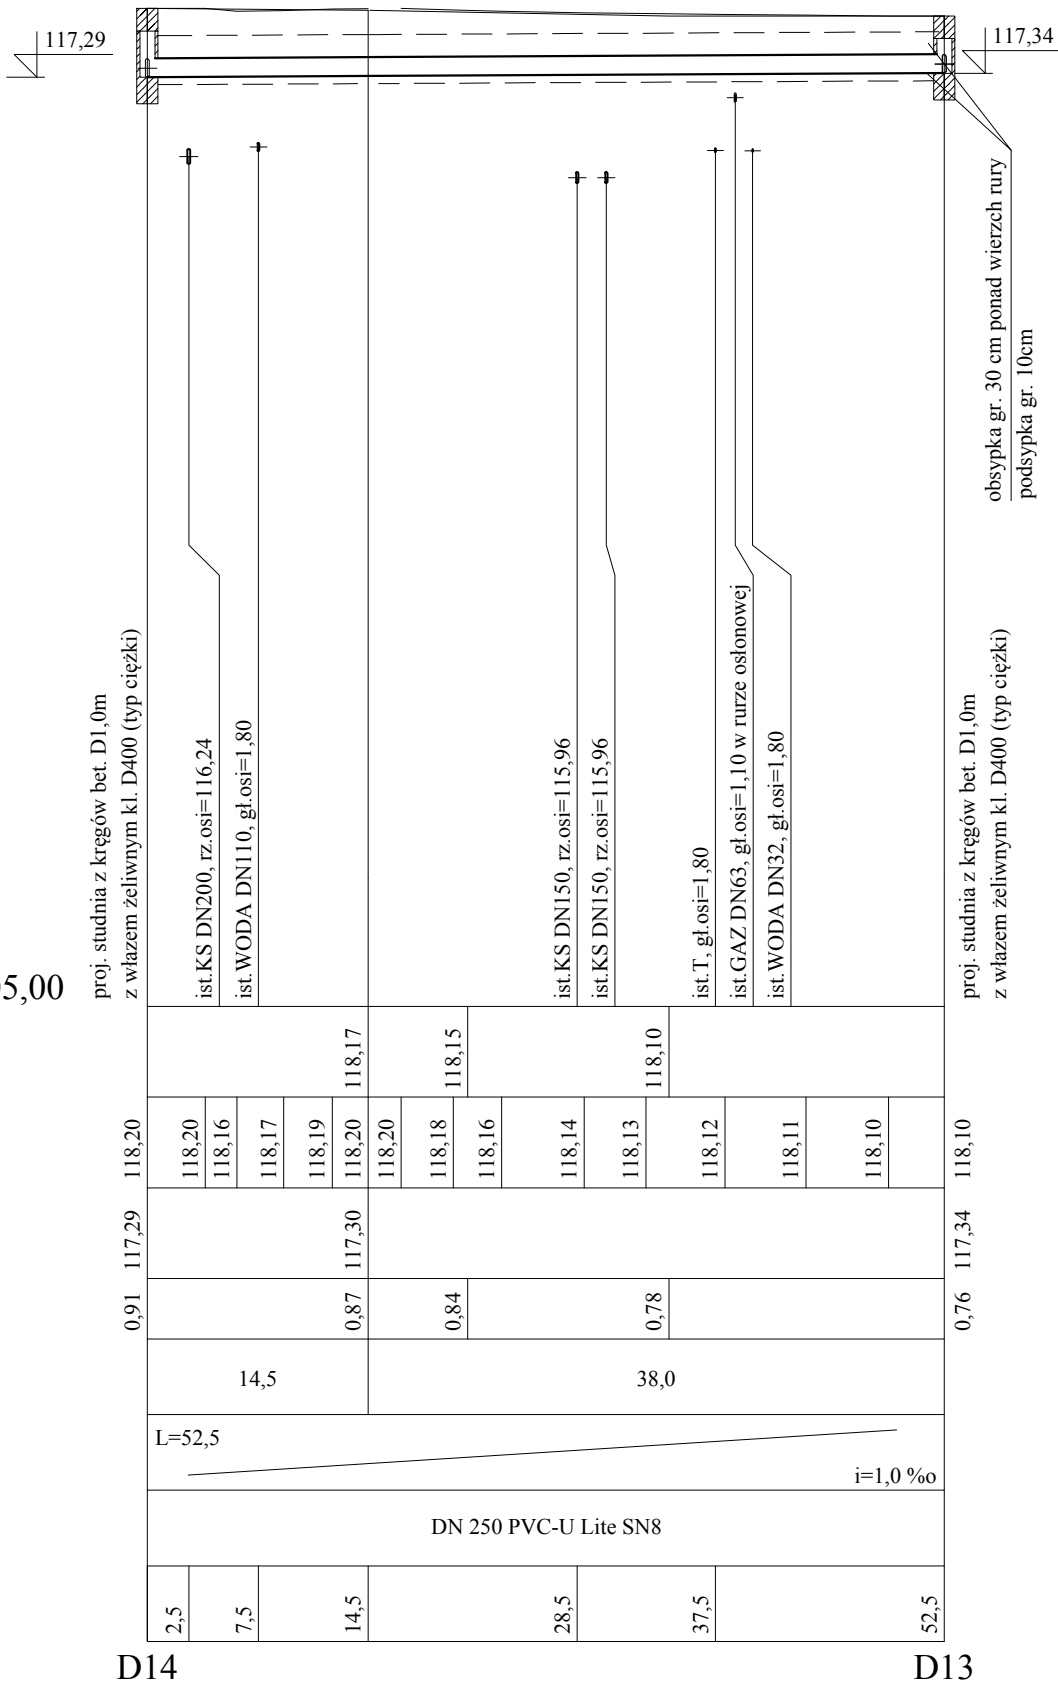 117,29
117,34
obsypka gr. 30 cm ponad wierzch rury
podsypka gr. 10cm
proj. studnia z kręgów bet. D1,0m
z włazem żeliwnym kl. D400 (typ ciężki)
ist.KS DN200, rz.osi=116,24
ist.WODA DN110, gł.osi=1,80
ist.KS DN150, rz.osi=115,96
ist.KS DN150, rz.osi=115,96
ist.T, gł.osi=1,80
ist.GAZ DN63, gł.osi=1,10 w rurze osłonowej
ist.WODA DN32, gł.osi=1,80
proj. studnia z kręgów bet. D1,0m
z włazem żeliwnym kl. D400 (typ ciężki)
5,00
118,17 118,15 118,10
118,20 118,20 118,16 118,17 118,19 118,20 118,20 118,18 118,16 118,14 118,13 118,12 118,11 118,10 118,10
117,29 117,30 117,34
0,91 0,87 0,84 0,78 0,76
14,5 38,0
L=52,5
i=1,0 %o
DN 250 PVC-U Lite SN8
2,5 7,5 14,5 28,5 37,5 52,5
D14 D13